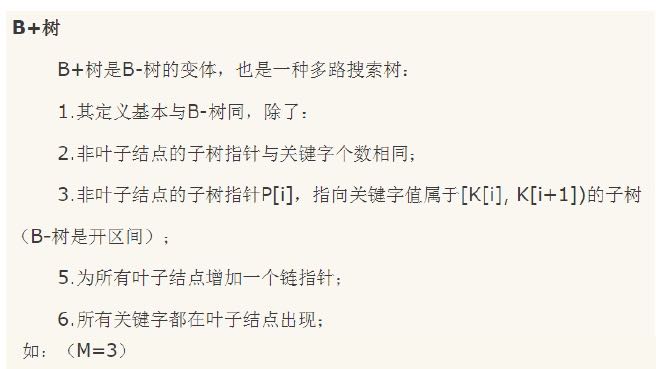 B+树
B+树是B-树的变体，也是一种多路搜索树：
1.其定义基本与B-树同，除了：
2.非叶子结点的子树指针与关键字个数相同；
3.非叶子结点的子树指针P[i]，指向关键字值属于[K[i], K[i+1])的子树
（B-树是开区间）；
5.为所有叶子结点增加一个链指针；
6.所有关键字都在叶子结点出现；
如：（M=3）